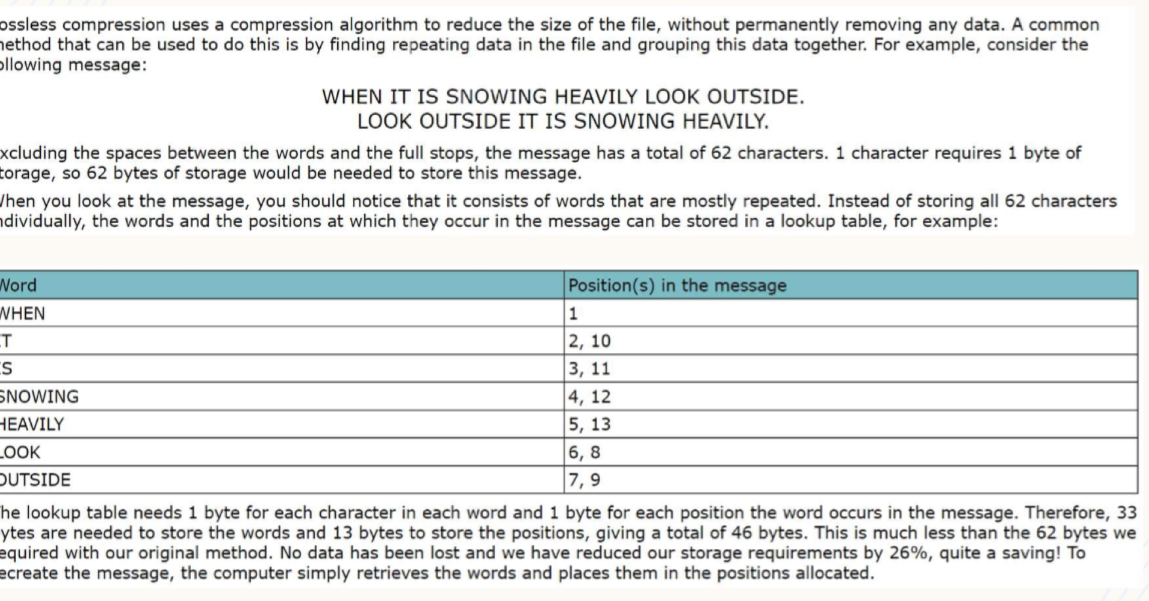 ossless compression uses a compression algorithm to reduce the size of the file, without permanently removing any data. A common
nethod that can be used to do this is by finding repeating data in the file and grouping this data together. For example, consider the
ollowing message:
WHEN IT IS SNOWING HEAVILY LOOK OUTSIDE.
LOOK OUTSIDE IT IS SNOWING HEAVILY.
xcluding the spaces between the words and the full stops, the message has a total of 62 characters. 1 character requires 1 byte of
torage, so 62 bytes of storage would be needed to store this message.
When you look at the message, you should notice that it consists of words that are mostly repeated. Instead of storing all 62 characters
ndividually, the words and the positions at which they occur in the message can be stored in a lookup table, for example:
Word Position(s) in the message
WHEN 1
IT 2, 10
IS 3, 11
SNOWING 4, 12
HEAVILY 5, 13
LOOK 6, 8
OUTSIDE 7, 9
The lookup table needs 1 byte for each character in each word and 1 byte for each position the word occurs in the message. Therefore, 33
ytes are needed to store the words and 13 bytes to store the positions, giving a total of 46 bytes. This is much less than the 62 bytes we
equired with our original method. No data has been lost and we have reduced our storage requirements by 26%, quite a saving! To
ecreate the message, the computer simply retrieves the words and places them in the positions allocated.